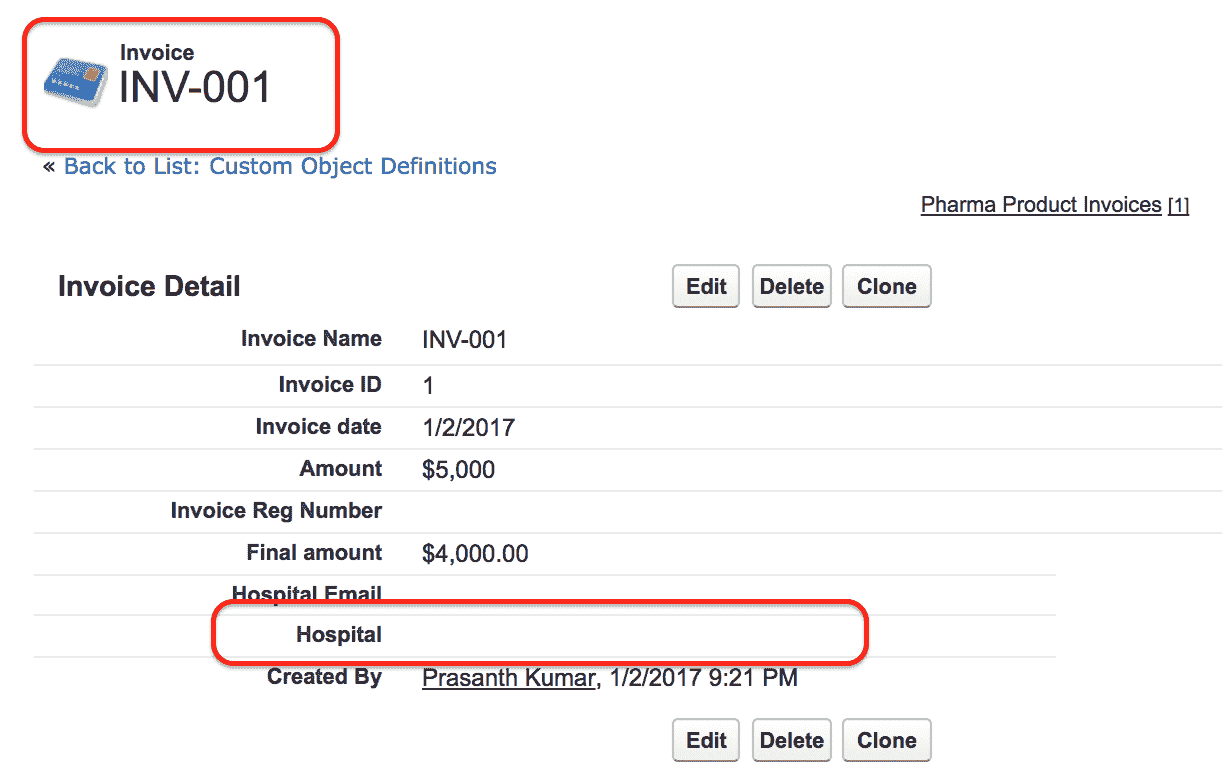 Invoice
INV-001
« Back to List: Custom Object Definitions
Pharma Product Invoices [1]
Invoice Detail Edit Delete Clone
Invoice Name INV-001
Invoice ID 1
Invoice date 1/2/2017
Amount $5,000
Invoice Reg Number
Final amount $4,000.00
Hospital Email
Hospital
Created By Prasanth Kumar, 1/2/2017 9:21 PM
Edit Delete Clone